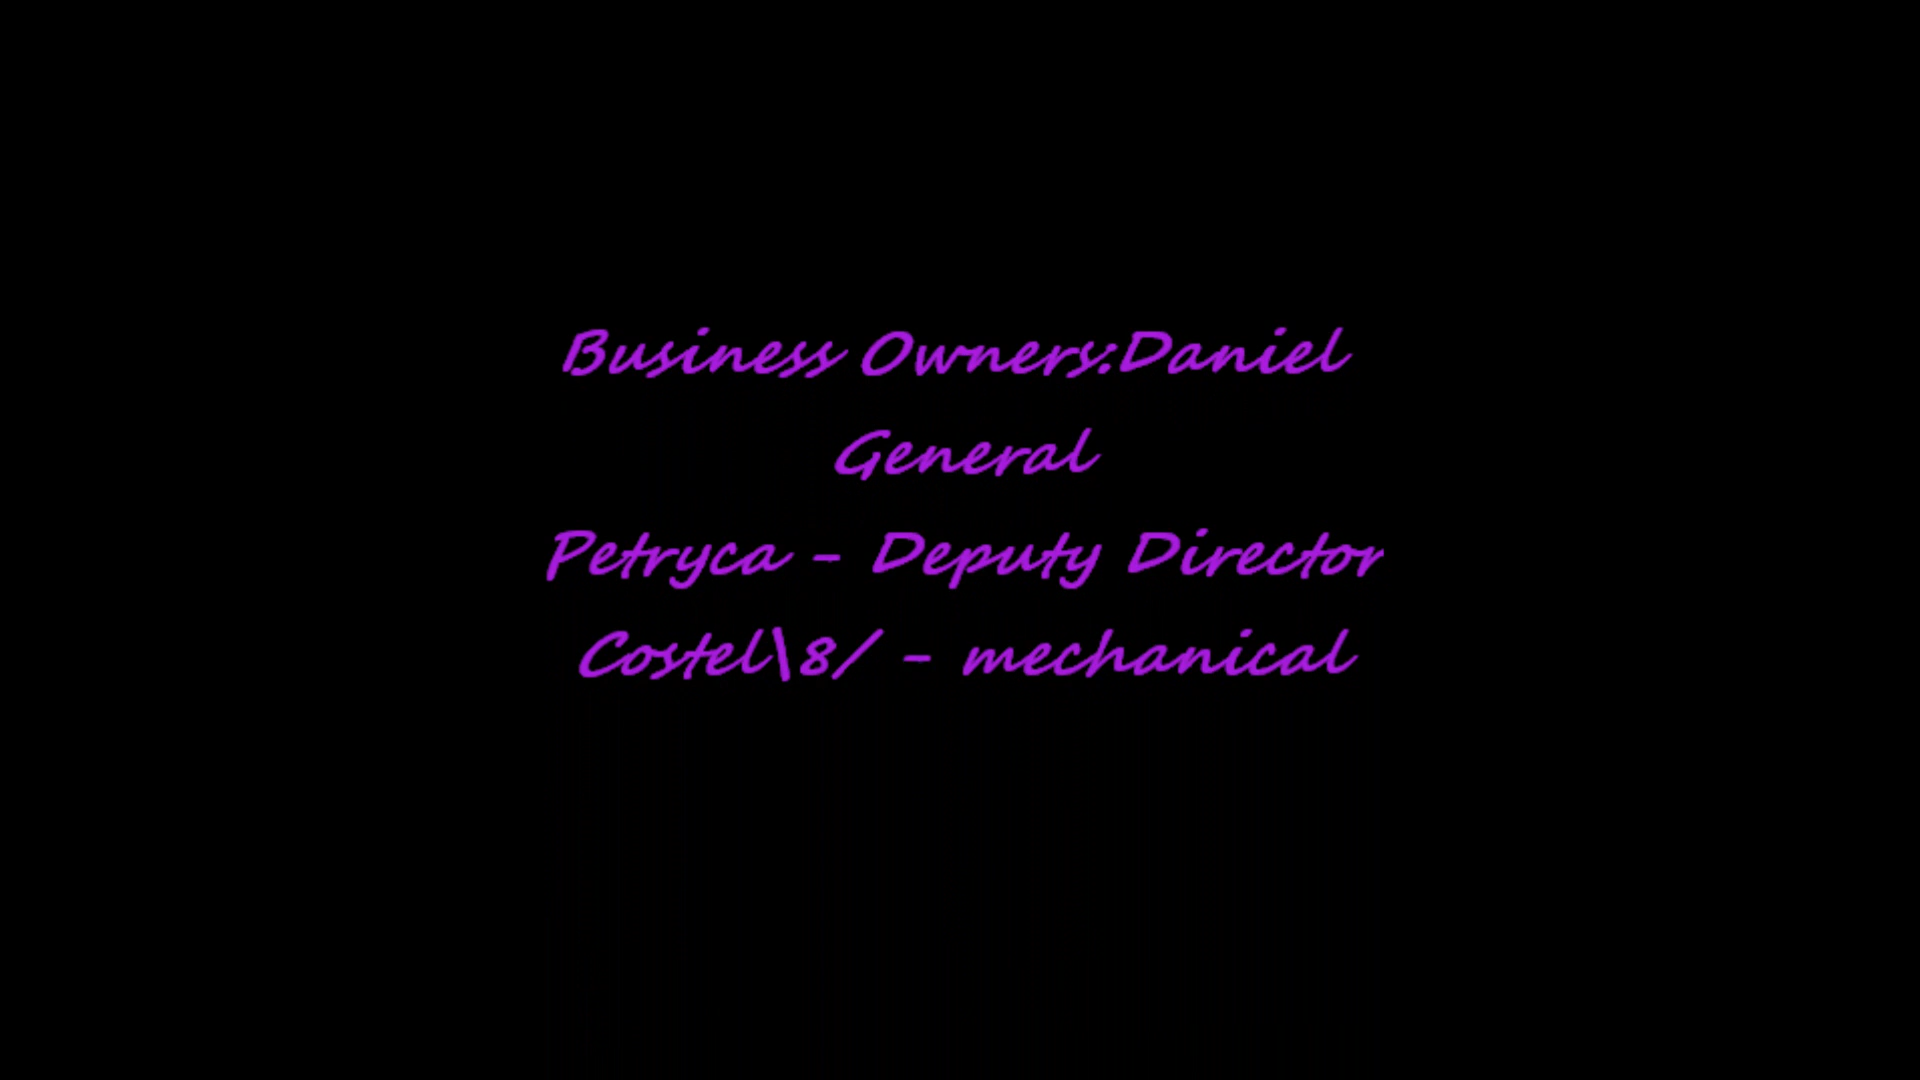 Business Owners:Daniel
General
Petryca - Deputy Director
Costel\8/ - mechanical